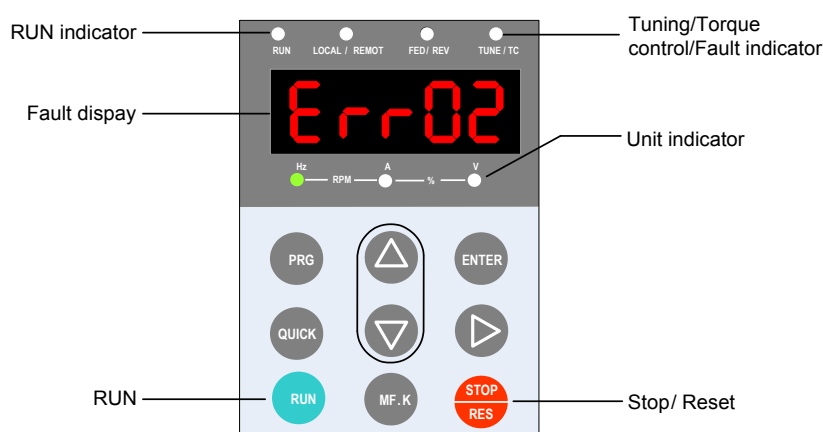 RUN indicator
Tuning/Torque
control/Fault indicator
RUN
LOCAL / REMOT
FED/ REV
TUNE / TC
Fault dispay
Err02
Unit indicator
Hz
RPM
A
%
V
PRG
ENTER
QUICK
RUN
RUN
MF.K
STOP
RES
Stop/ Reset